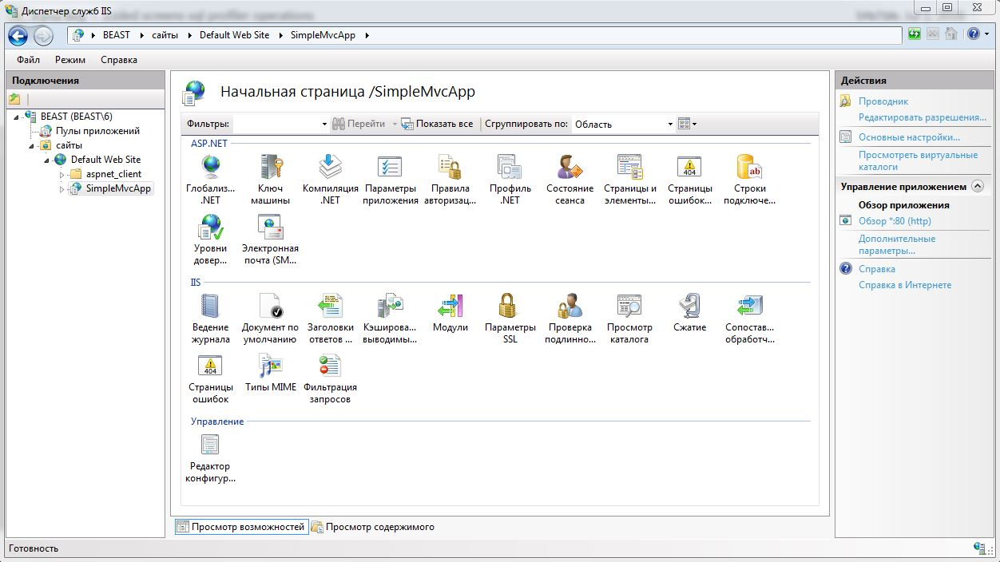 Диспетчер служб IIS
BEAST
сайты
Default Web Site
SimpleMvcApp
Файл
Режим
Справка
Подключения
BEAST (BEAST\6)
Пулы приложений
сайты
Default Web Site
aspnet_client
SimpleMvcApp
Начальная страница /SimpleMvcApp
Фильтры:
Перейти
Показать все
Сгруппировать по:
Область
ASP.NET
Глобализ...
.NET
Ключ
машины
Компиляция
.NET
Параметры
приложения
Правила
авторизац...
Профиль
.NET
Состояние
сеанса
Страницы и
элементы...
Страницы
ошибок...
Строки
подключе...
Уровни
довер...
Электронная
почта (SM...
IIS
Ведение
журнала
Документ по
умолчанию
Заголовки
ответов ...
Кэширова...
выводимы...
Модули
Параметры
SSL
Проверка
подлинно...
Просмотр
каталога
Сжатие
Сопостав...
обработч...
Страницы
ошибок
Типы MIME
Фильтрация
запросов
Управление
Редактор
конфигур...
Просмотр возможностей
Просмотр содержимого
Действия
Проводник
Редактировать разрешения...
Основные настройки...
Просмотреть виртуальные
каталоги
Управление приложением
Обзор приложения
Обзор *:80 (http)
Дополнительные
параметры...
Справка
Справка в Интернете
Готовность